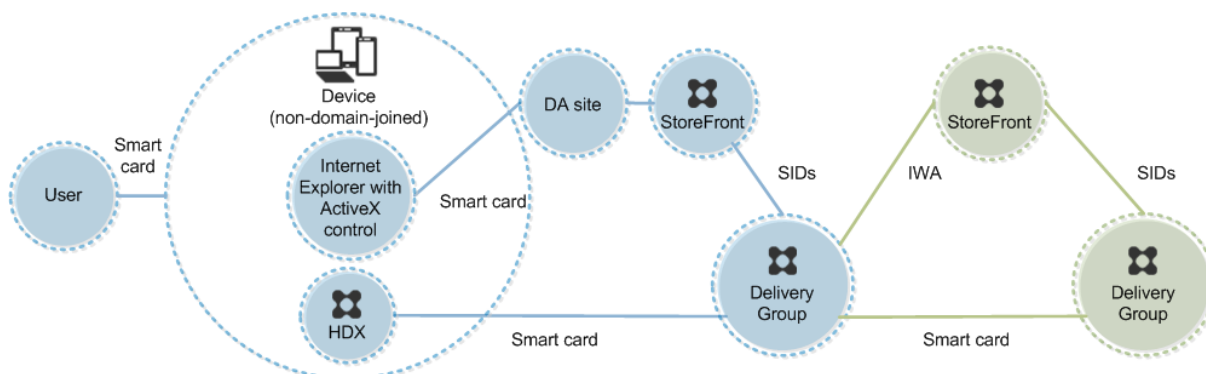 User
Smart
card
Device
(non-domain-joined)
Internet
Explorer with
ActiveX
control
HDX
Smart card
DA site
StoreFront
SIDs
Smart card
Delivery
Group
IWA
StoreFront
SIDs
Smart card
Delivery
Group